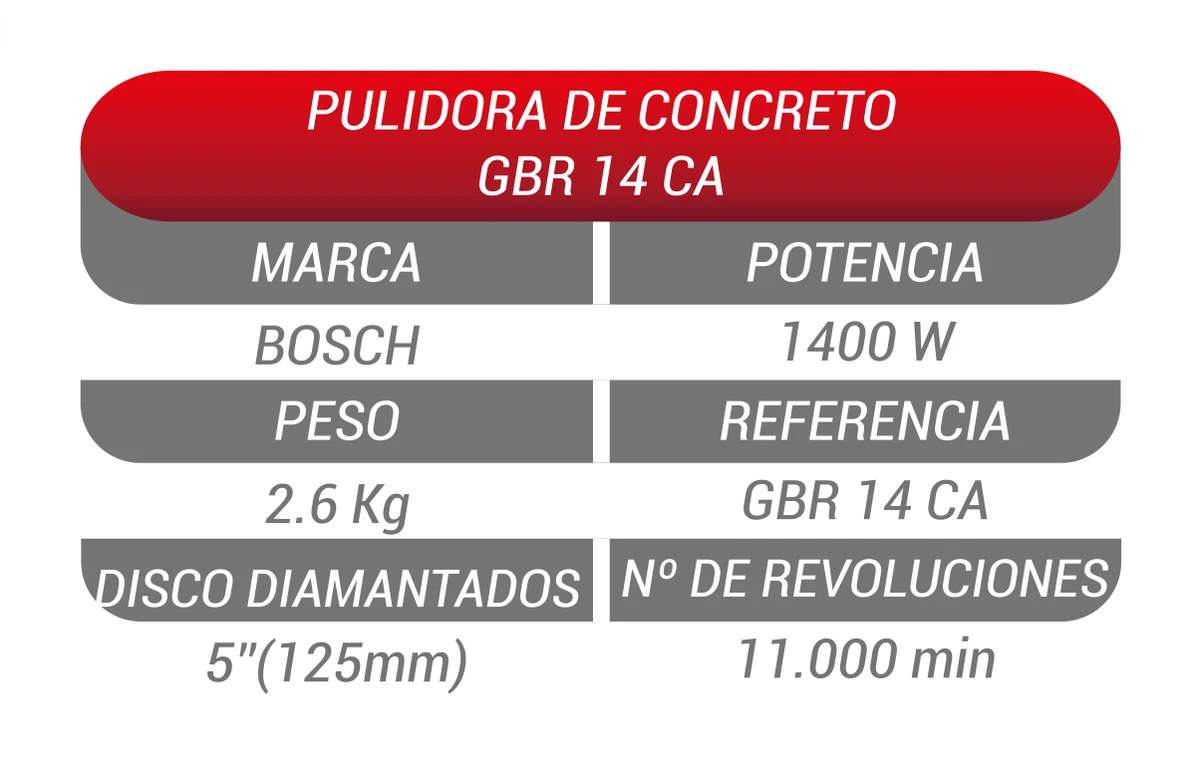 PULIDORA DE CONCRETO
GBR 14 CA
MARCA
POTENCIA
BOSCH
1400 W
PESO
REFERENCIA
2.6 Kg
GBR 14 CA
DISCO DIAMANTADOS
Nº DE REVOLUCIONES
5"(125mm)
11.000 min